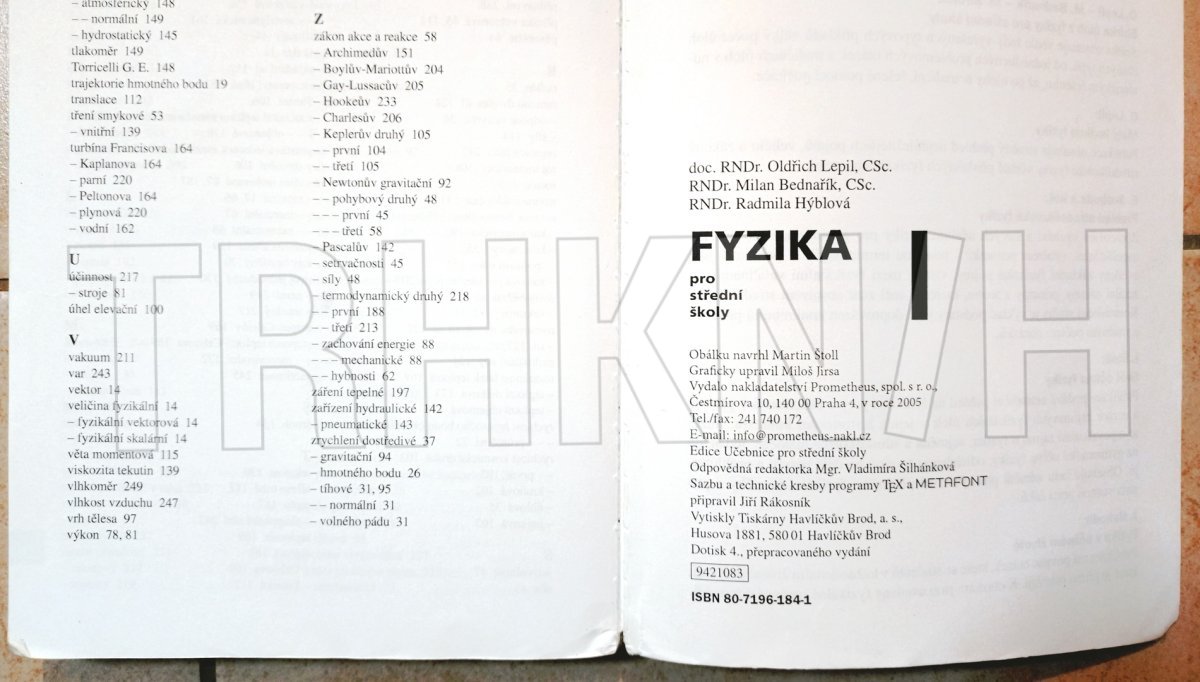 – atmosférický 148
– – normální 149
– hydrostatický 145
tlakoměr 149
Torricelli G. E. 148
trajektorie hmotného bodu 19
translace 112
tření smykové 53
– vnitřní 139
turbína Francisova 164
– Kaplanova 164
– parní 220
– Peltonova 164
– plynová 220
– vodní 162
U
účinnost 217
– stroje 81
úhel elevační 100
V
vakuum 211
var 243
vektor 14
veličina fyzikální 14
– fyzikální vektorová 14
– fyzikální skalární 14
věta momentová 115
viskozita tekutin 139
vlhkoměr 249
vlhkost vzduchu 247
vrh tělesa 97
výkon 78, 81
Z
zákon akce a reakce 58
– Archimedův 151
– Boylův-Mariottův 204
– Gay-Lussacův 205
– Hookeův 233
– Charlesův 206
– Keplerův druhý 105
– – první 104
– – třetí 105
– Newtonův gravitační 92
– – pohybový druhý 48
– – – první 45
– – – třetí 58
– Pascalův 142
– setrvačnosti 45
– síly 48
– termodynamický druhý 218
– – první 188
– – třetí 213
– zachování energie 88
– – – mechanické 88
– – hybnosti 62
záření tepelné 197
zařízení hydraulické 142
– pneumatické 143
zrychlení dostředivé 37
– gravitační 94
– hmotného bodu 26
– tíhové 31, 95
– – normální 31
– volného pádu 31
doc. RNDr. Oldřich Lepil, CSc.
RNDr. Milan Bednařík, CSc.
RNDr. Radmila Hýblová
FYZIKA I
pro
střední
školy
Obálku navrhl Martin Štoll
Graficky upravil Miloš Jirsa
Vydalo nakladatelství Prometheus, spol. s r. o.,
Čestmírova 10, 140 00 Praha 4, v roce 2005
Tel./fax: 241 740 172
E-mail: info@prometheus-nakl.cz
Edice Učebnice pro střední školy
Odpovědná redaktorka Mgr. Vladimíra Šilhánková
Sazbu a technické kresby programy TEX a METAFONT
připravil Jiří Rákosník
Vytiskly Tiskárny Havlíčkův Brod, a. s.,
Husova 1881, 580 01 Havlíčkův Brod
Dotisk 4., přepracovaného vydání
9421083
ISBN 80-7196-184-1
TRHKNIH